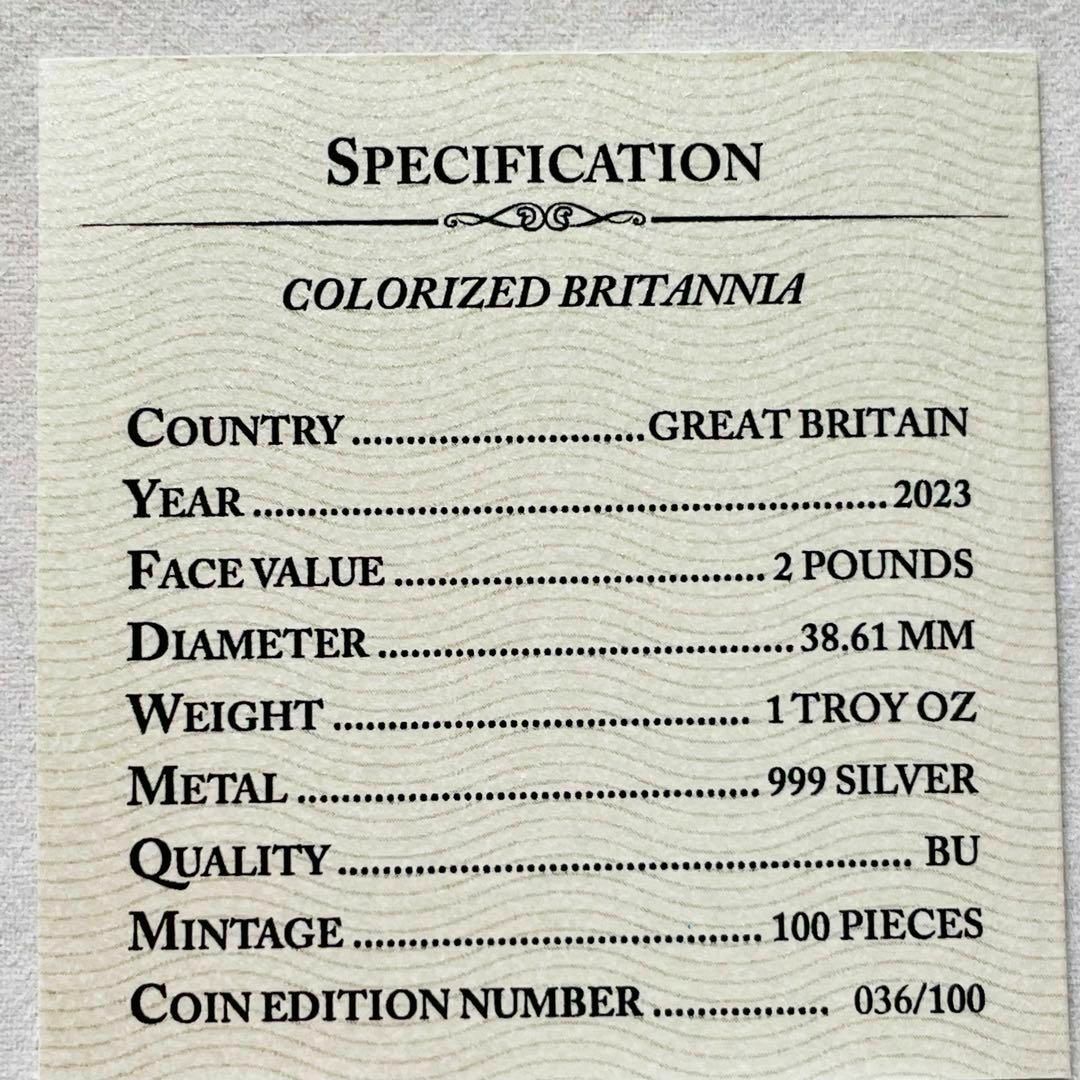 SPECIFICATION
COLORIZED BRITANNIA
COUNTRY ........................... GREAT BRITAIN
YEAR .......................................................... 2023
FACE VALUE .................................. 2 POUNDS
DIAMETER ...................................... 38.61 MM
WEIGHT ...................................... 1 TROY OZ
METAL .......................................... 999 SILVER
QUALITY .................................................... BU
MINTAGE ..................................... 100 PIECES
COIN EDITION NUMBER ................ 036/100